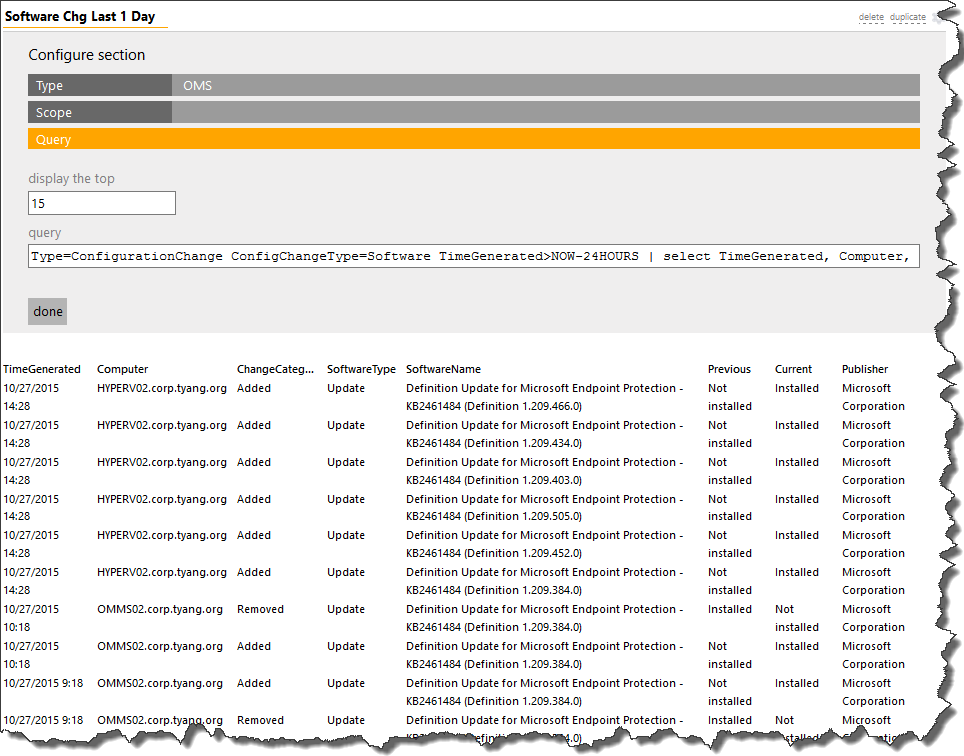 Software Chg Last 1 Day
delete duplicate
Configure section
Type OMS
Scope
Query
display the top
15
query
Type=ConfigurationChange ConfigChangeType=Software TimeGenerated>NOW-24HOURS | select TimeGenerated, Computer,
done
TimeGenerated Computer ChangeCateg... SoftwareType SoftwareName Previous Current Publisher
10/27/2015 HYPERV02.corp.tyang.org Added Update Definition Update for Microsoft Endpoint Protection - Not Installed Microsoft
14:28 KB2461484 (Definition 1.209.466.0) installed Corporation
10/27/2015 HYPERV02.corp.tyang.org Added Update Definition Update for Microsoft Endpoint Protection - Not Installed Microsoft
14:28 KB2461484 (Definition 1.209.434.0) installed Corporation
10/27/2015 HYPERV02.corp.tyang.org Added Update Definition Update for Microsoft Endpoint Protection - Not Installed Microsoft
14:28 KB2461484 (Definition 1.209.403.0) installed Corporation
10/27/2015 HYPERV02.corp.tyang.org Added Update Definition Update for Microsoft Endpoint Protection - Not Installed Microsoft
14:28 KB2461484 (Definition 1.209.505.0) installed Corporation
10/27/2015 HYPERV02.corp.tyang.org Added Update Definition Update for Microsoft Endpoint Protection - Not Installed Microsoft
14:28 KB2461484 (Definition 1.209.452.0) installed Corporation
10/27/2015 HYPERV02.corp.tyang.org Added Update Definition Update for Microsoft Endpoint Protection - Not Installed Microsoft
14:28 KB2461484 (Definition 1.209.384.0) installed Corporation
10/27/2015 OMMS02.corp.tyang.org Removed Update Definition Update for Microsoft Endpoint Protection - Installed Not Microsoft
10:18 KB2461484 (Definition 1.209.384.0) installed Corporation
10/27/2015 OMMS02.corp.tyang.org Added Update Definition Update for Microsoft Endpoint Protection - Not Installed Microsoft
10:18 KB2461484 (Definition 1.209.384.0) installed Corporation
10/27/2015 9:18 OMMS02.corp.tyang.org Added Update Definition Update for Microsoft Endpoint Protection - Not Installed Microsoft
KB2461484 (Definition 1.209.384.0) installed Corporation
10/27/2015 9:18 OMMS02.corp.tyang.org Removed Update Definition Update for Microsoft Endpoint Protection - Installed Not Microsoft